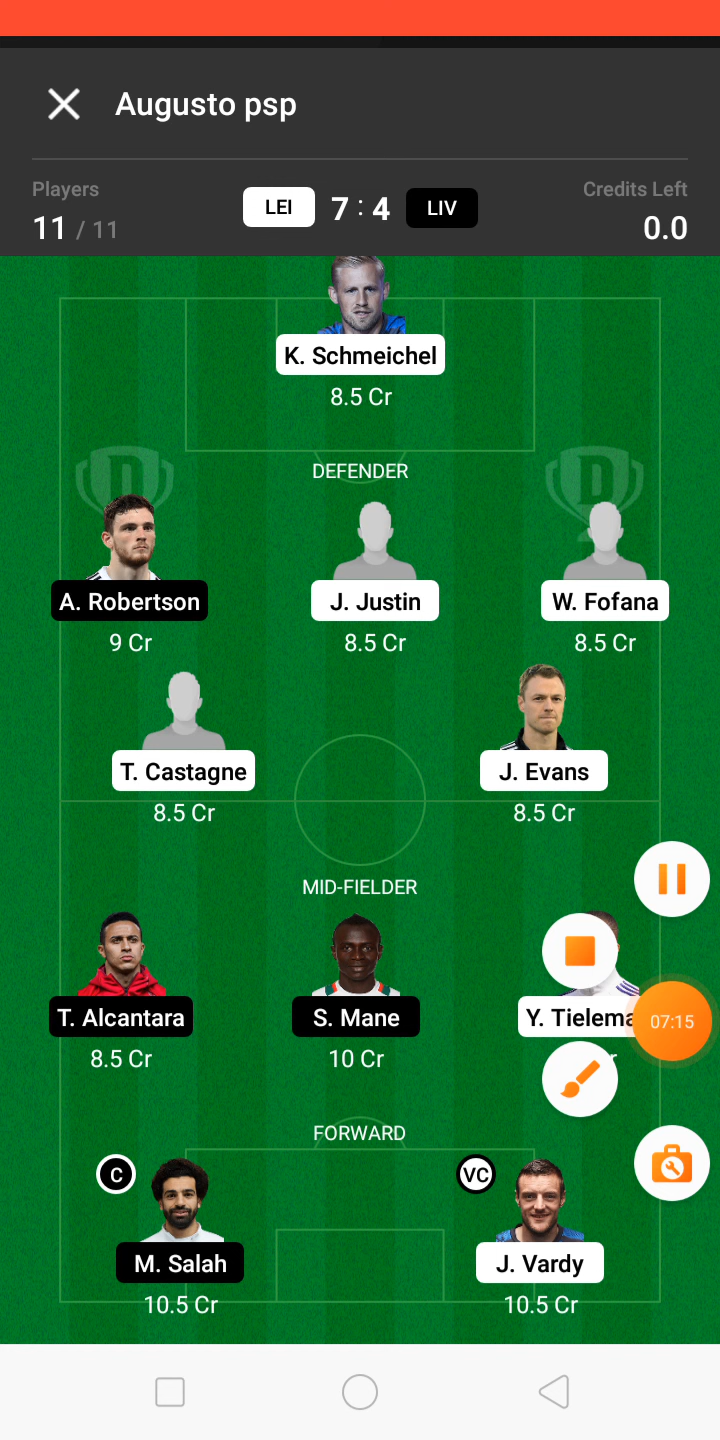 Augusto psp
Players
Credits Left
11 / 11
LEI 7 : 4 LIV
0.0
K. Schmeichel
8.5 Cr
DEFENDER
A. Robertson
J. Justin
W. Fofana
9 Cr
8.5 Cr
8.5 Cr
T. Castagne
J. Evans
8.5 Cr
8.5 Cr
MID-FIELDER
T. Alcantara
S. Mane
Y. 
07:15
8.5 Cr
10 Cr
FORWARD
C
VC
M. Salah
J. Vardy
10.5 Cr
10.5 Cr